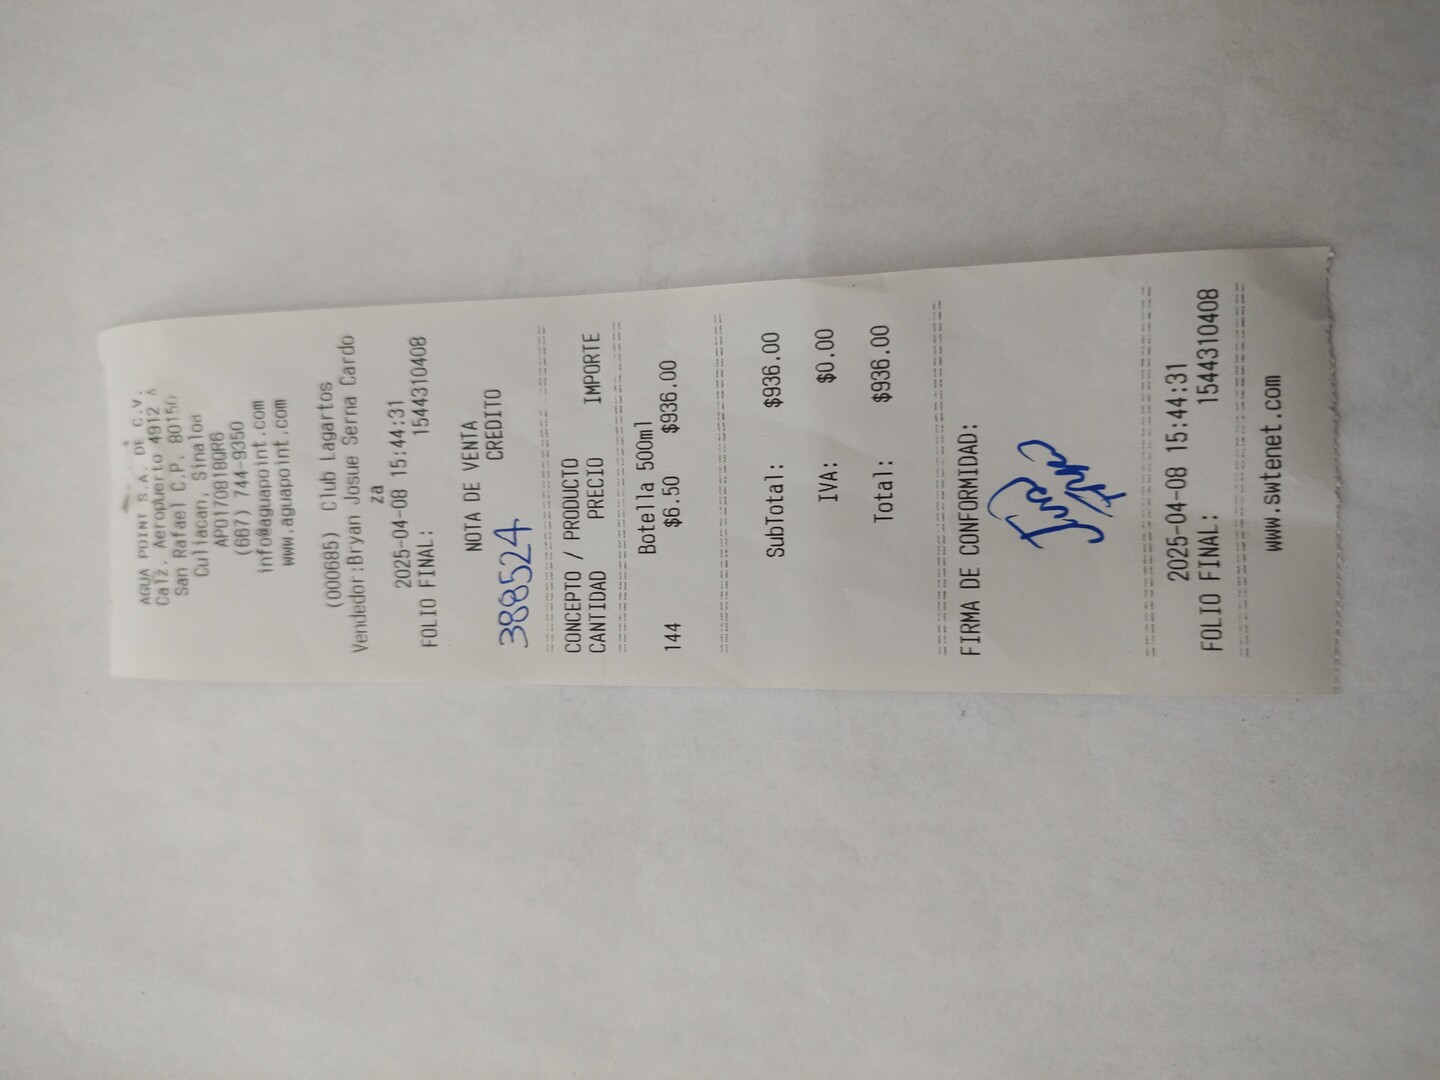 AGUA POINT S.A. DE C.V.
Calz. Aeropuerto 4912 A
San Rafael C.P. 80150
Culiacan, Sinaloa
APO170818QR6
(667) 744-9350
info@aguapoint.com
www.aguapoint.com
(000685) Club Lagartos
Vendedor:Bryan Josue Serna Cardo
za
2025-04-08 15:44:31
FOLIO FINAL: 1544310408
NOTA DE VENTA
CREDITO
388524
CONCEPTO / PRODUCTO
CANTIDAD PRECIO IMPORTE
Botella 500ml
144 $6.50 $936.00
SubTotal: $936.00
IVA: $0.00
Total: $936.00
FIRMA DE CONFORMIDAD:
2025-04-08 15:44:31
FOLIO FINAL: 1544310408
www.swtenet.com